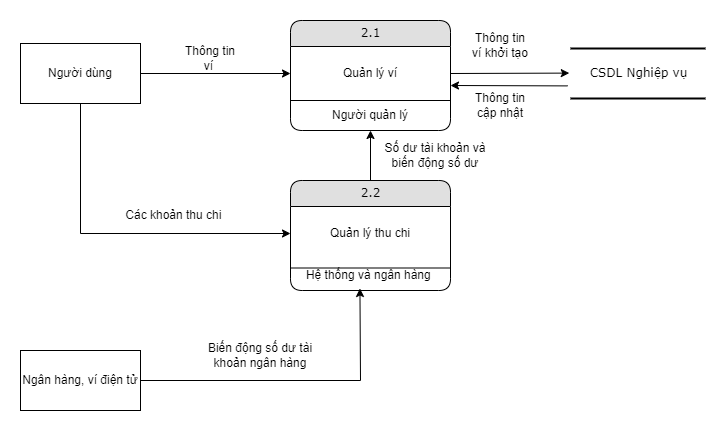 2.1
Người dùng
Thông tin
ví
Quản lý ví
Người quản lý
Thông tin
ví khởi tạo
CSDL Nghiệp vụ
Thông tin
cập nhật
Số dư tài khoản và
biến động số dư
2.2
Các khoản thu chi
Quản lý thu chi
Hệ thống và ngân hàng
Biến động số dư tài
khoản ngân hàng
Ngân hàng, ví điện tử